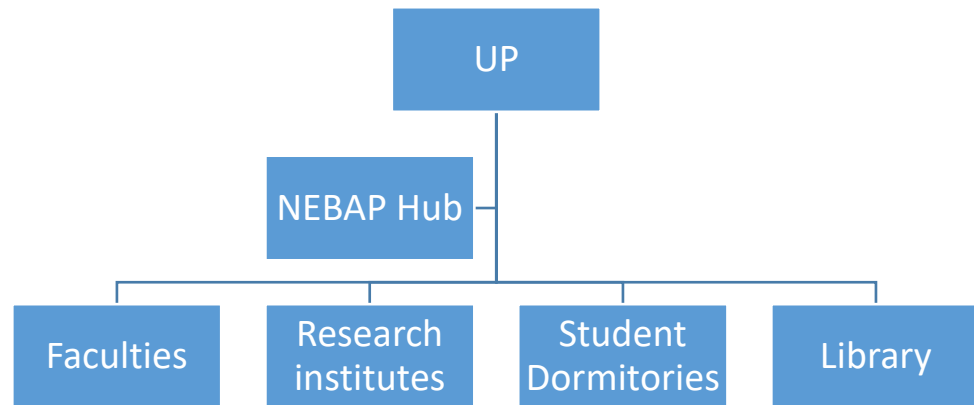 UP
NEBAP Hub
Faculties
Research
institutes
Student
Dormitories
Library